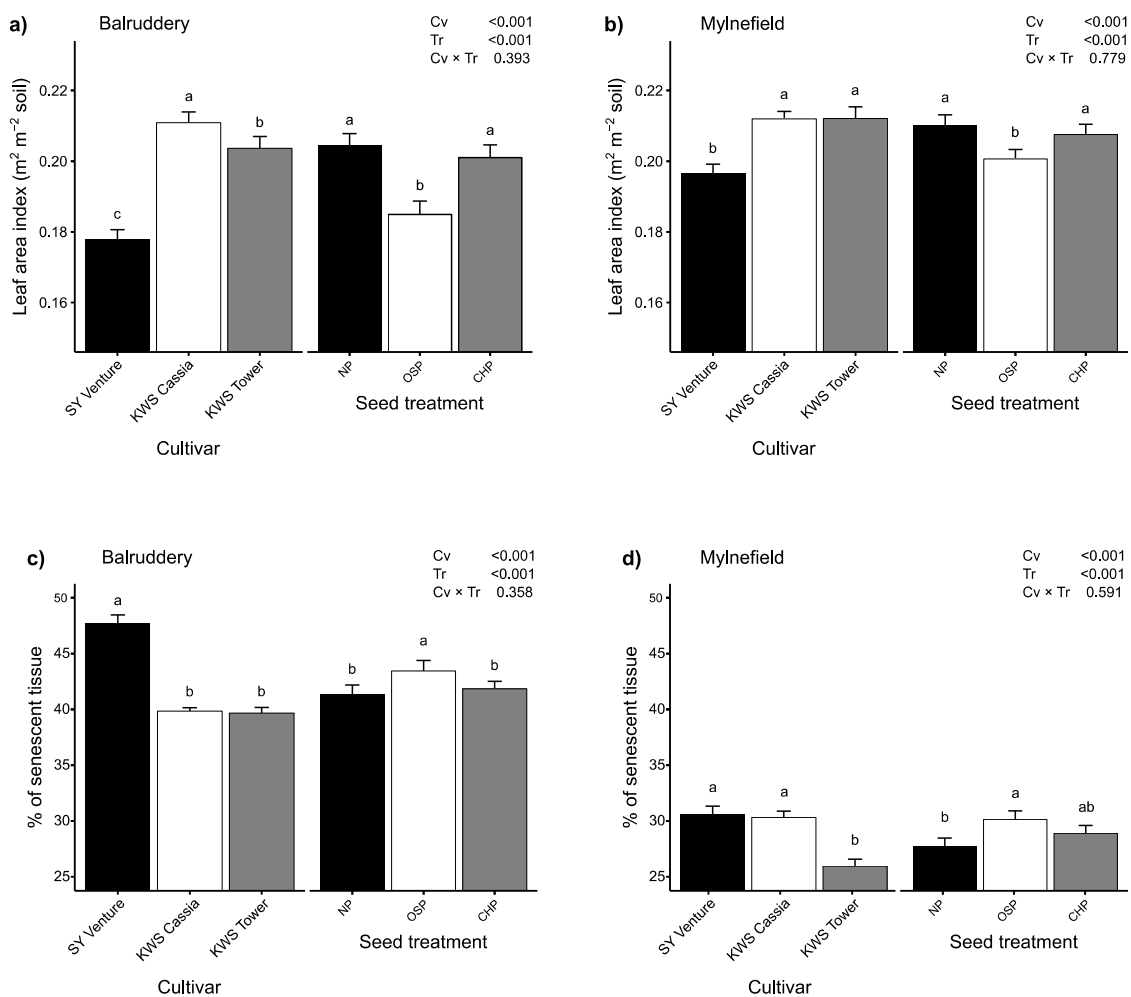 a) Balruddery
Cv <0.001
Tr <0.001
Cv × Tr 0.393
Leaf area index (m² m⁻² soil)
0.22
0.20
0.18
0.16
c a b a b a
SY Venture KWS Cassia KWS Tower NP OSP CHP
Seed treatment
Cultivar
b) Mylnefield
Cv <0.001
Tr <0.001
Cv × Tr 0.779
Leaf area index (m² m⁻² soil)
0.22
0.20
0.18
0.16
b a a a b a
SY Venture KWS Cassia KWS Tower NP OSP CHP
Seed treatment
Cultivar
c) Balruddery
Cv <0.001
Tr <0.001
Cv × Tr 0.358
% of senescent tissue
50
45
40
35
30
25
a b b b a b
SY Venture KWS Cassia KWS Tower NP OSP CHP
Seed treatment
Cultivar
d) Mylnefield
Cv <0.001
Tr <0.001
Cv × Tr 0.591
% of senescent tissue
50
45
40
35
30
25
a a b b a ab
SY Venture KWS Cassia KWS Tower NP OSP CHP
Seed treatment
Cultivar